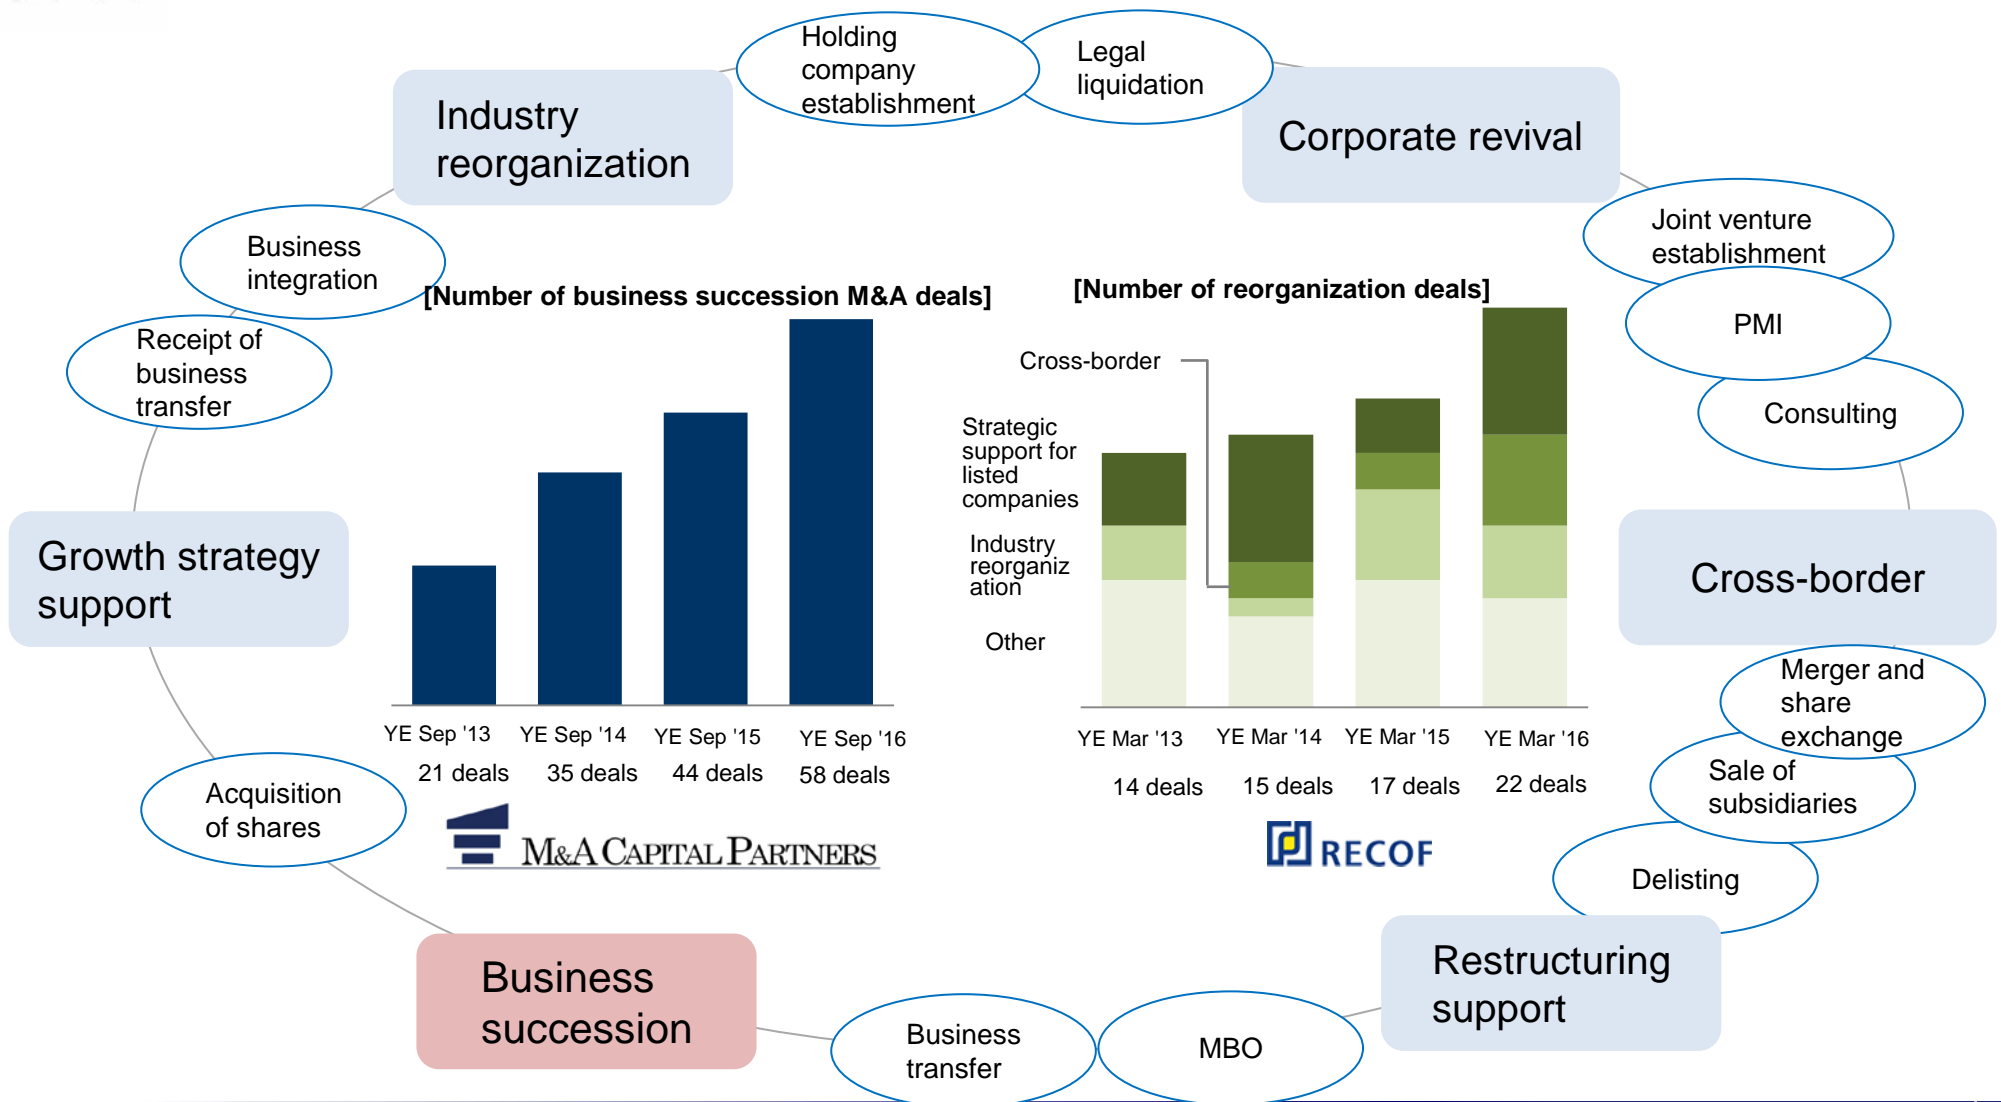 Holding
company
establishment
Legal
liquidation
Industry
reorganization
Corporate revival
Business
integration
Joint venture
establishment
[Number of business succession M&A deals]
[Number of reorganization deals]
PMI
Receipt of
business
transfer
Cross-border
Consulting
Strategic
support for
listed
companies
Industry
reorganiz
ation
Other
Growth strategy
support
Cross-border
YE Sep '13
YE Sep '14
YE Sep '15
YE Sep '16
21 deals
35 deals
44 deals
58 deals
YE Mar '13
YE Mar '14
YE Mar '15
YE Mar '16
14 deals
15 deals
17 deals
22 deals
Merger and
share
exchange
Sale of
subsidiaries
Acquisition
of shares
M&A CAPITAL PARTNERS
RECOF
Delisting
Business
succession
Restructuring
support
Business
transfer
MBO